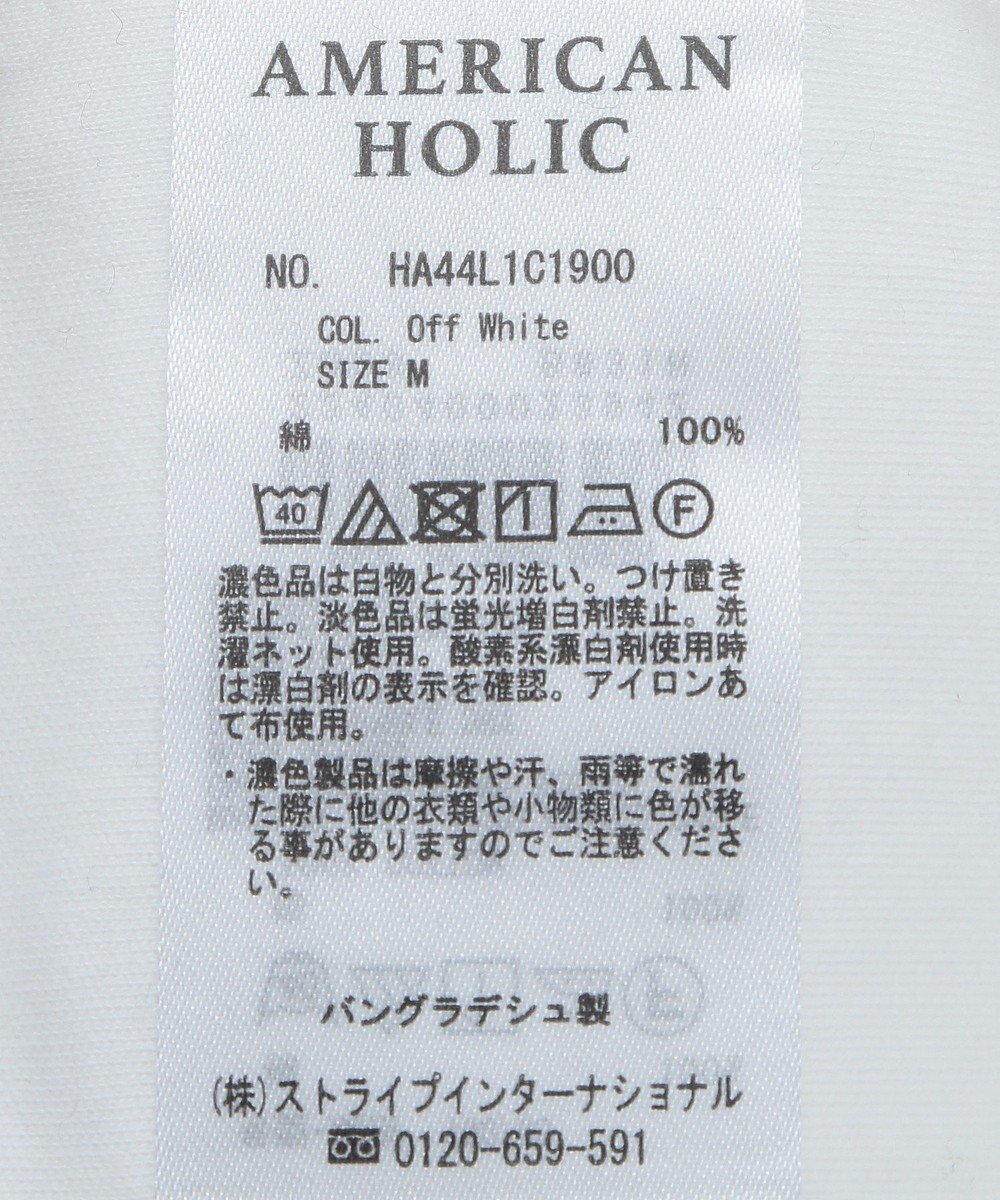 AMERICAN
HOLIC
NO. HA44L1C1900
COL. Off White
SIZE M
綿 100%
40 F
濃色品は白物と分別洗い。つけ置き
禁止。淡色品は蛍光増白剤禁止。洗
濯ネット使用。酸素系漂白剤使用時
は漂白剤の表示を確認。アイロンあ
て布使用。
・濃色製品は摩擦や汗、雨等で濡れ
た際に他の衣類や小物類に色が移
る事がありますのでご注意くださ
い。
バングラデシュ製
(株)ストライプインターナショナル
0120-659-591